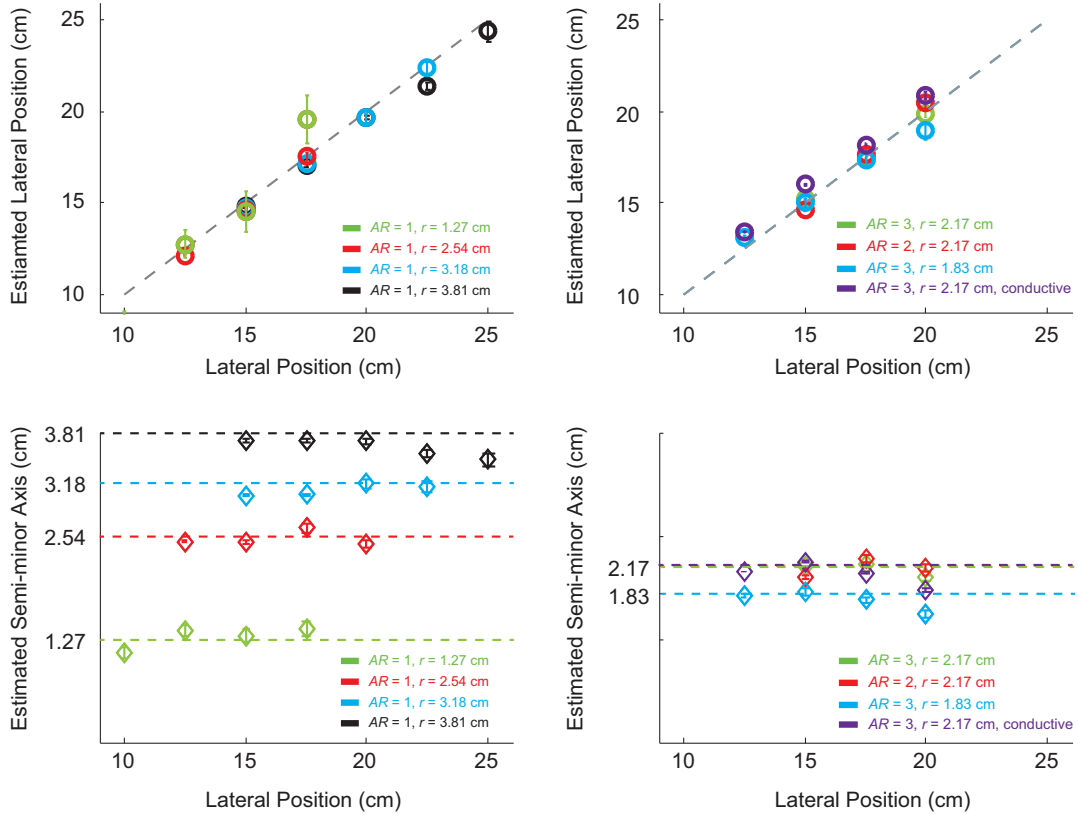 Estiamted Lateral Position (cm)
25
20
15
10
AR = 1, r = 1.27 cm
AR = 1, r = 2.54 cm
AR = 1, r = 3.18 cm
AR = 1, r = 3.81 cm
10 15 20 25
Lateral Position (cm)
Estiamted Lateral Position (cm)
25
20
15
10
AR = 3, r = 2.17 cm
AR = 2, r = 2.17 cm
AR = 3, r = 1.83 cm
AR = 3, r = 2.17 cm, conductive
10 15 20 25
Lateral Position (cm)
Estimated Semi-minor Axis (cm)
3.81
3.18
2.54
1.27
AR = 1, r = 1.27 cm
AR = 1, r = 2.54 cm
AR = 1, r = 3.18 cm
AR = 1, r = 3.81 cm
10 15 20 25
Lateral Position (cm)
Estimated Semi-minor Axis (cm)
2.17
1.83
AR = 3, r = 2.17 cm
AR = 2, r = 2.17 cm
AR = 3, r = 1.83 cm
AR = 3, r = 2.17 cm, conductive
10 15 20 25
Lateral Position (cm)